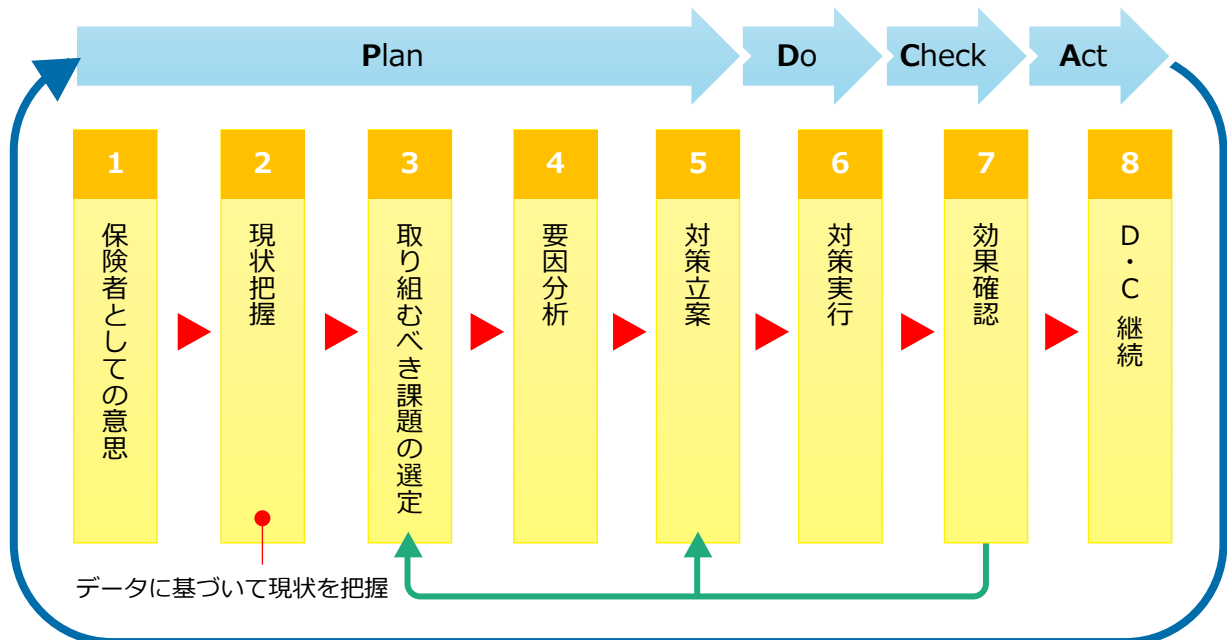 Plan
Do
Check
Act
1
保険者としての意思
2
現状把握
3
取り組むべき課題の選定
4
要因分析
5
対策立案
6
対策実行
7
効果確認
8
D・C 継続
データに基づいて現状を把握